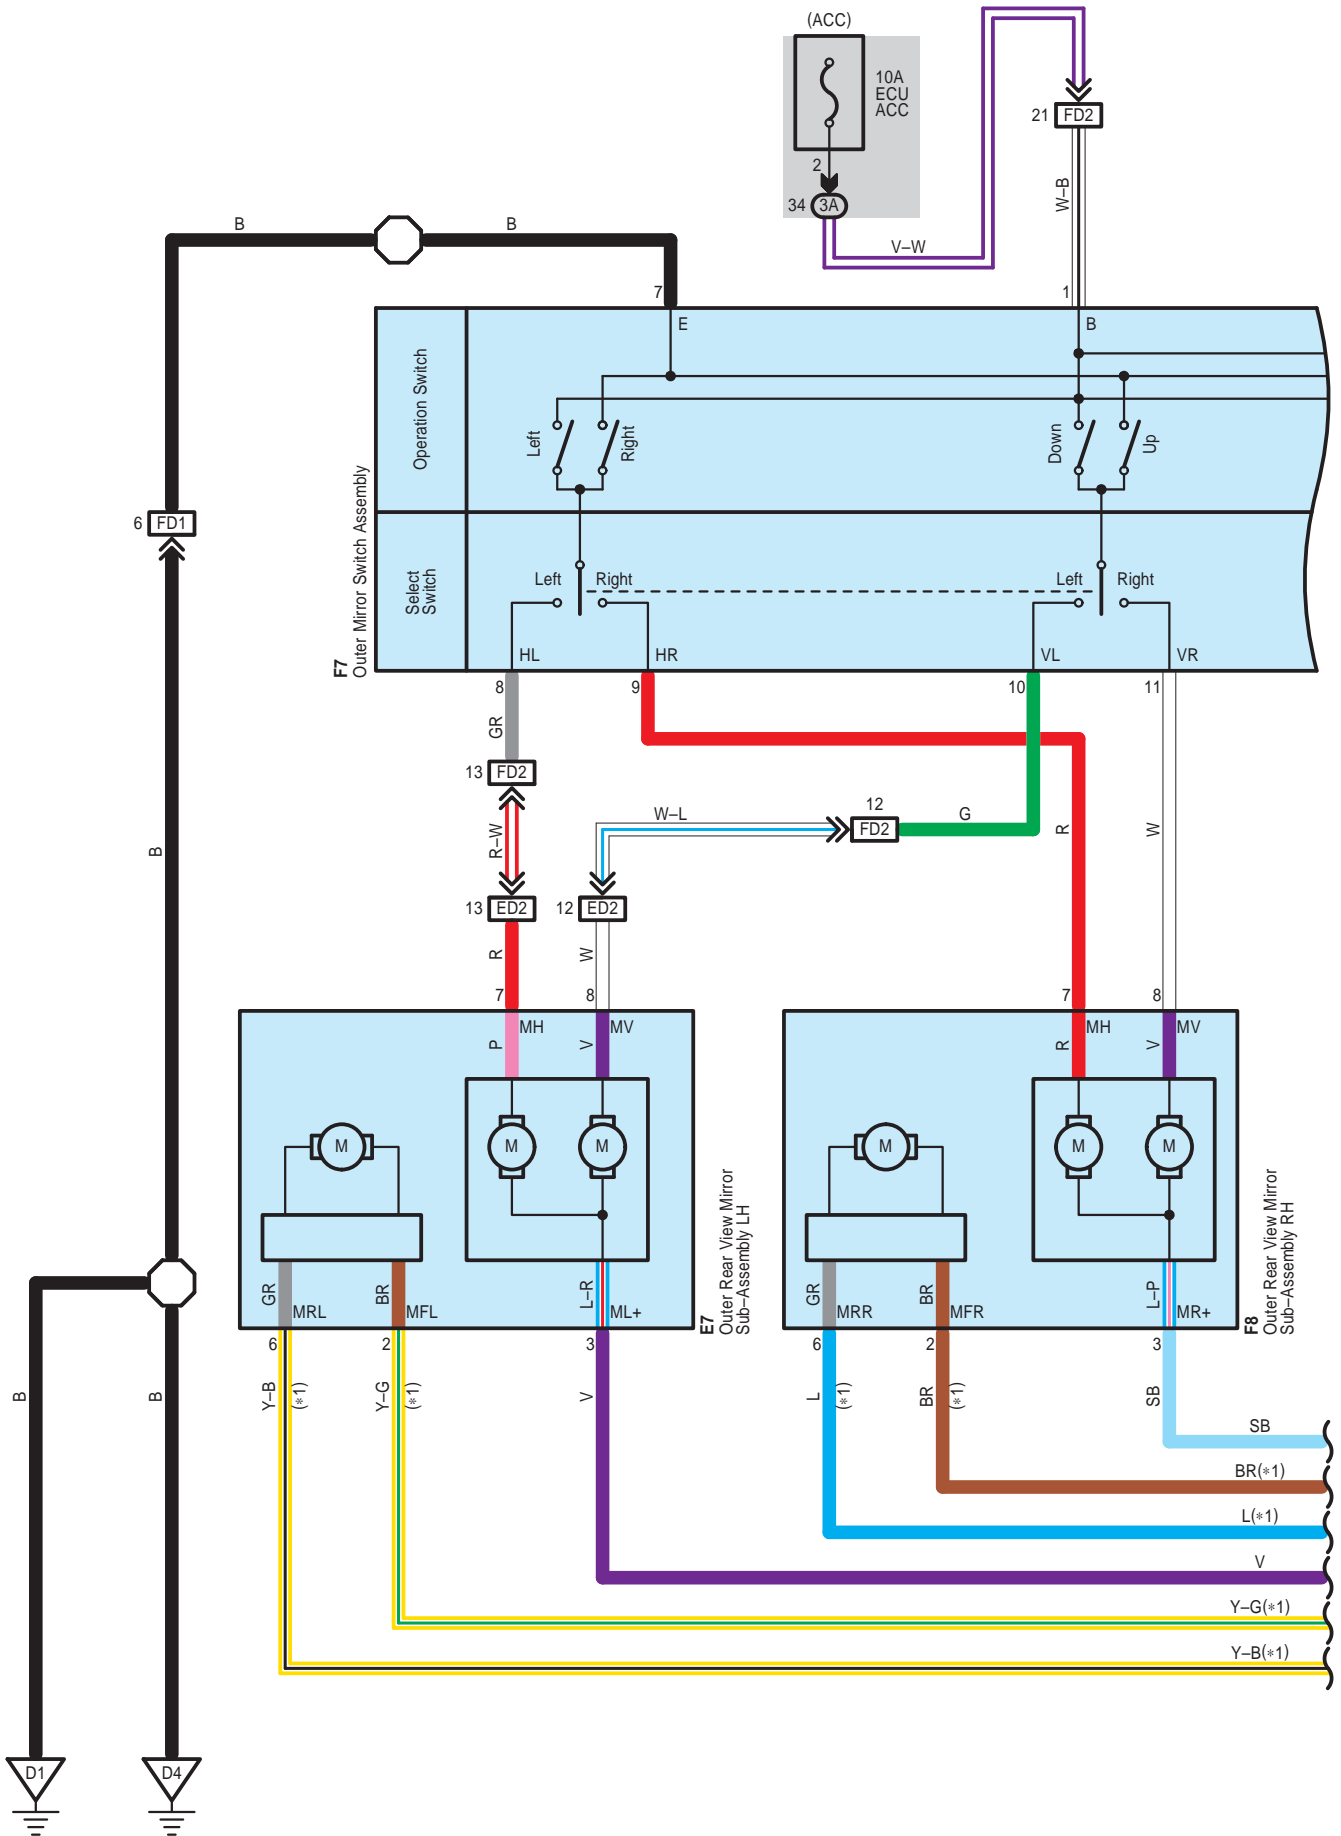 (ACC)
10A
ECU
ACC
2
34
3A
V–W
21
FD2
W–B
B
B
7
1
E
B
Operation Switch
Left
Right
Down
Up
F7
Outer Mirror Switch Assembly
Select
Switch
Left
Right
Left
Right
HL
HR
VL
VR
6
FD1
8
9
10
11
GR
13
FD2
R–W
13
ED2
W–L
12
FD2
G
12
ED2
R
W
B
R
W
7
8
7
8
MH
MV
MH
MV
P
V
R
V
M
M
M
M
M
M
E7
Outer Rear View Mirror
Sub–Assembly LH
F8
Outer Rear View Mirror
Sub–Assembly RH
GR
BR
L–R
GR
BR
L–P
MRL
MFL
ML+
MRR
MFR
MR+
6
2
3
6
2
3
B
B
Y–B
(∗1)
Y–G
(∗1)
V
L
(∗1)
BR
(∗1)
SB
SB
BR(∗1)
L(∗1)
V
Y–G(∗1)
Y–B(∗1)
D1
D4